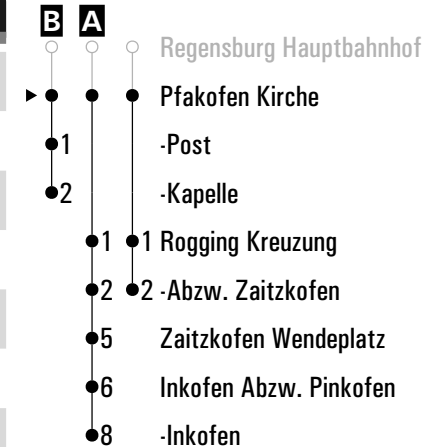 B A
Regensburg Hauptbahnhof
Pfakofen Kirche
1 -Post
2 -Kapelle
1 1 Rogging Kreuzung
2 2 -Abzw. Zaitzkofen
5 Zaitzkofen Wendeplatz
6 Inkofen Abzw. Pinkofen
8 -Inkofen